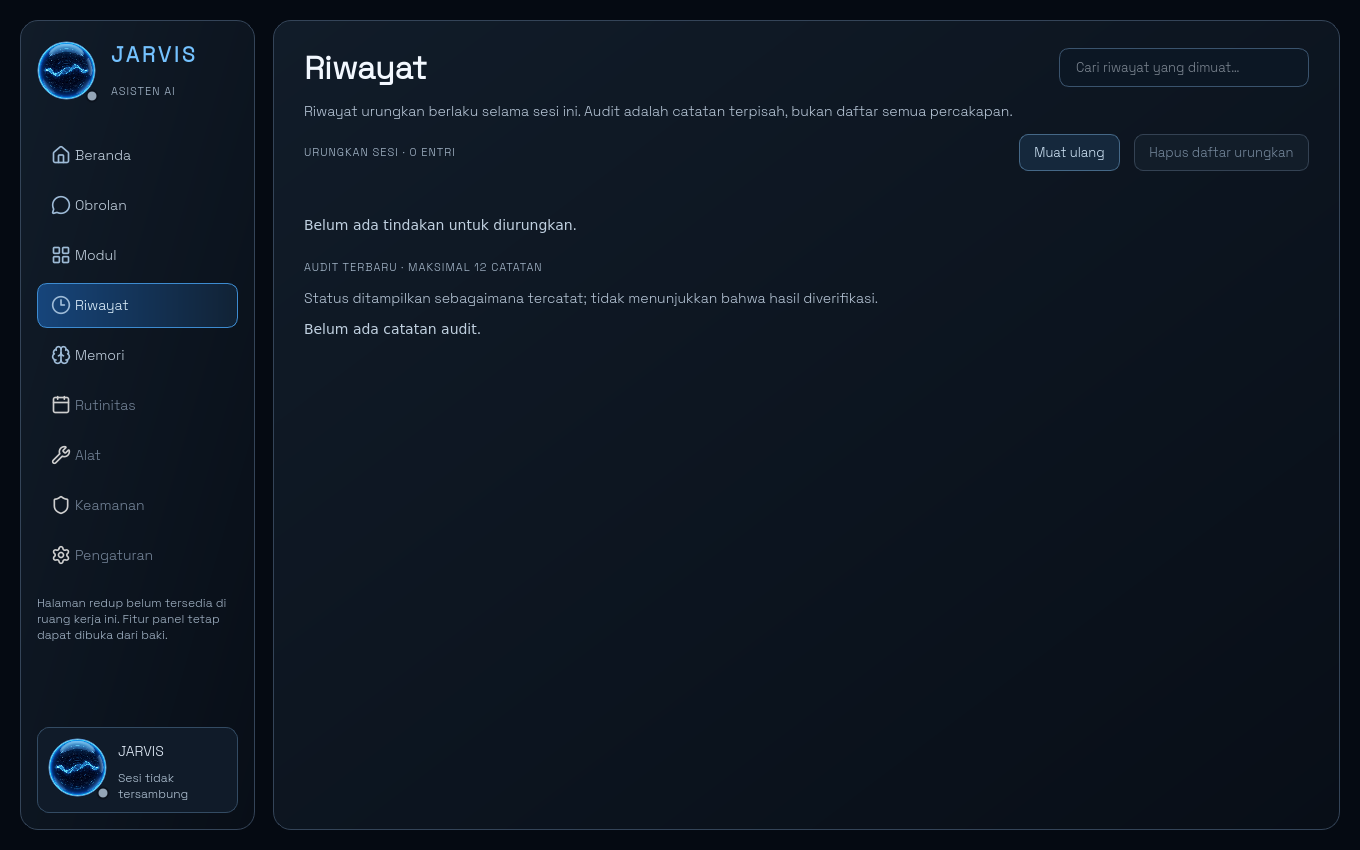 JARVIS
ASISTEN AI
Beranda
Obrolan
Modul
Riwayat
Memori
Rutinitas
Alat
Keamanan
Pengaturan
Halaman redup belum tersedia di
ruang kerja ini. Fitur panel tetap
dapat dibuka dari baki.
JARVIS
Sesi tidak
tersambung
Riwayat
Cari riwayat yang dimuat…
Riwayat urungkan berlaku selama sesi ini. Audit adalah catatan terpisah, bukan daftar semua percakapan.
URUNGKAN SESI · 0 ENTRI
Muat ulang
Hapus daftar urungkan
Belum ada tindakan untuk diurungkan.
AUDIT TERBARU · MAKSIMAL 12 CATATAN
Status ditampilkan sebagaimana tercatat; tidak menunjukkan bahwa hasil diverifikasi.
Belum ada catatan audit.